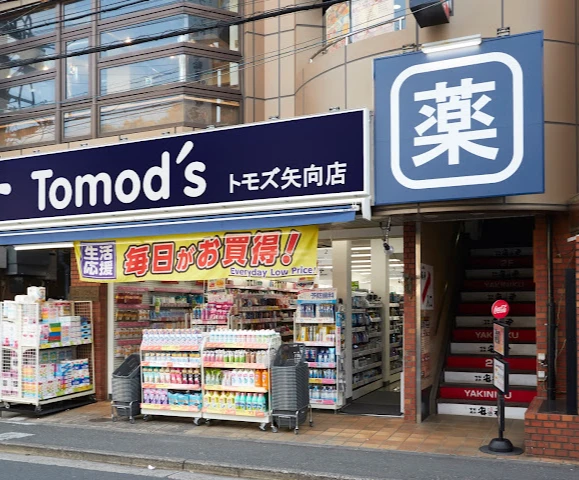 Tomod's トモズ矢向店
薬
生活
応援
毎日がお買得!
Everyday Low Price!
YAKINIKU